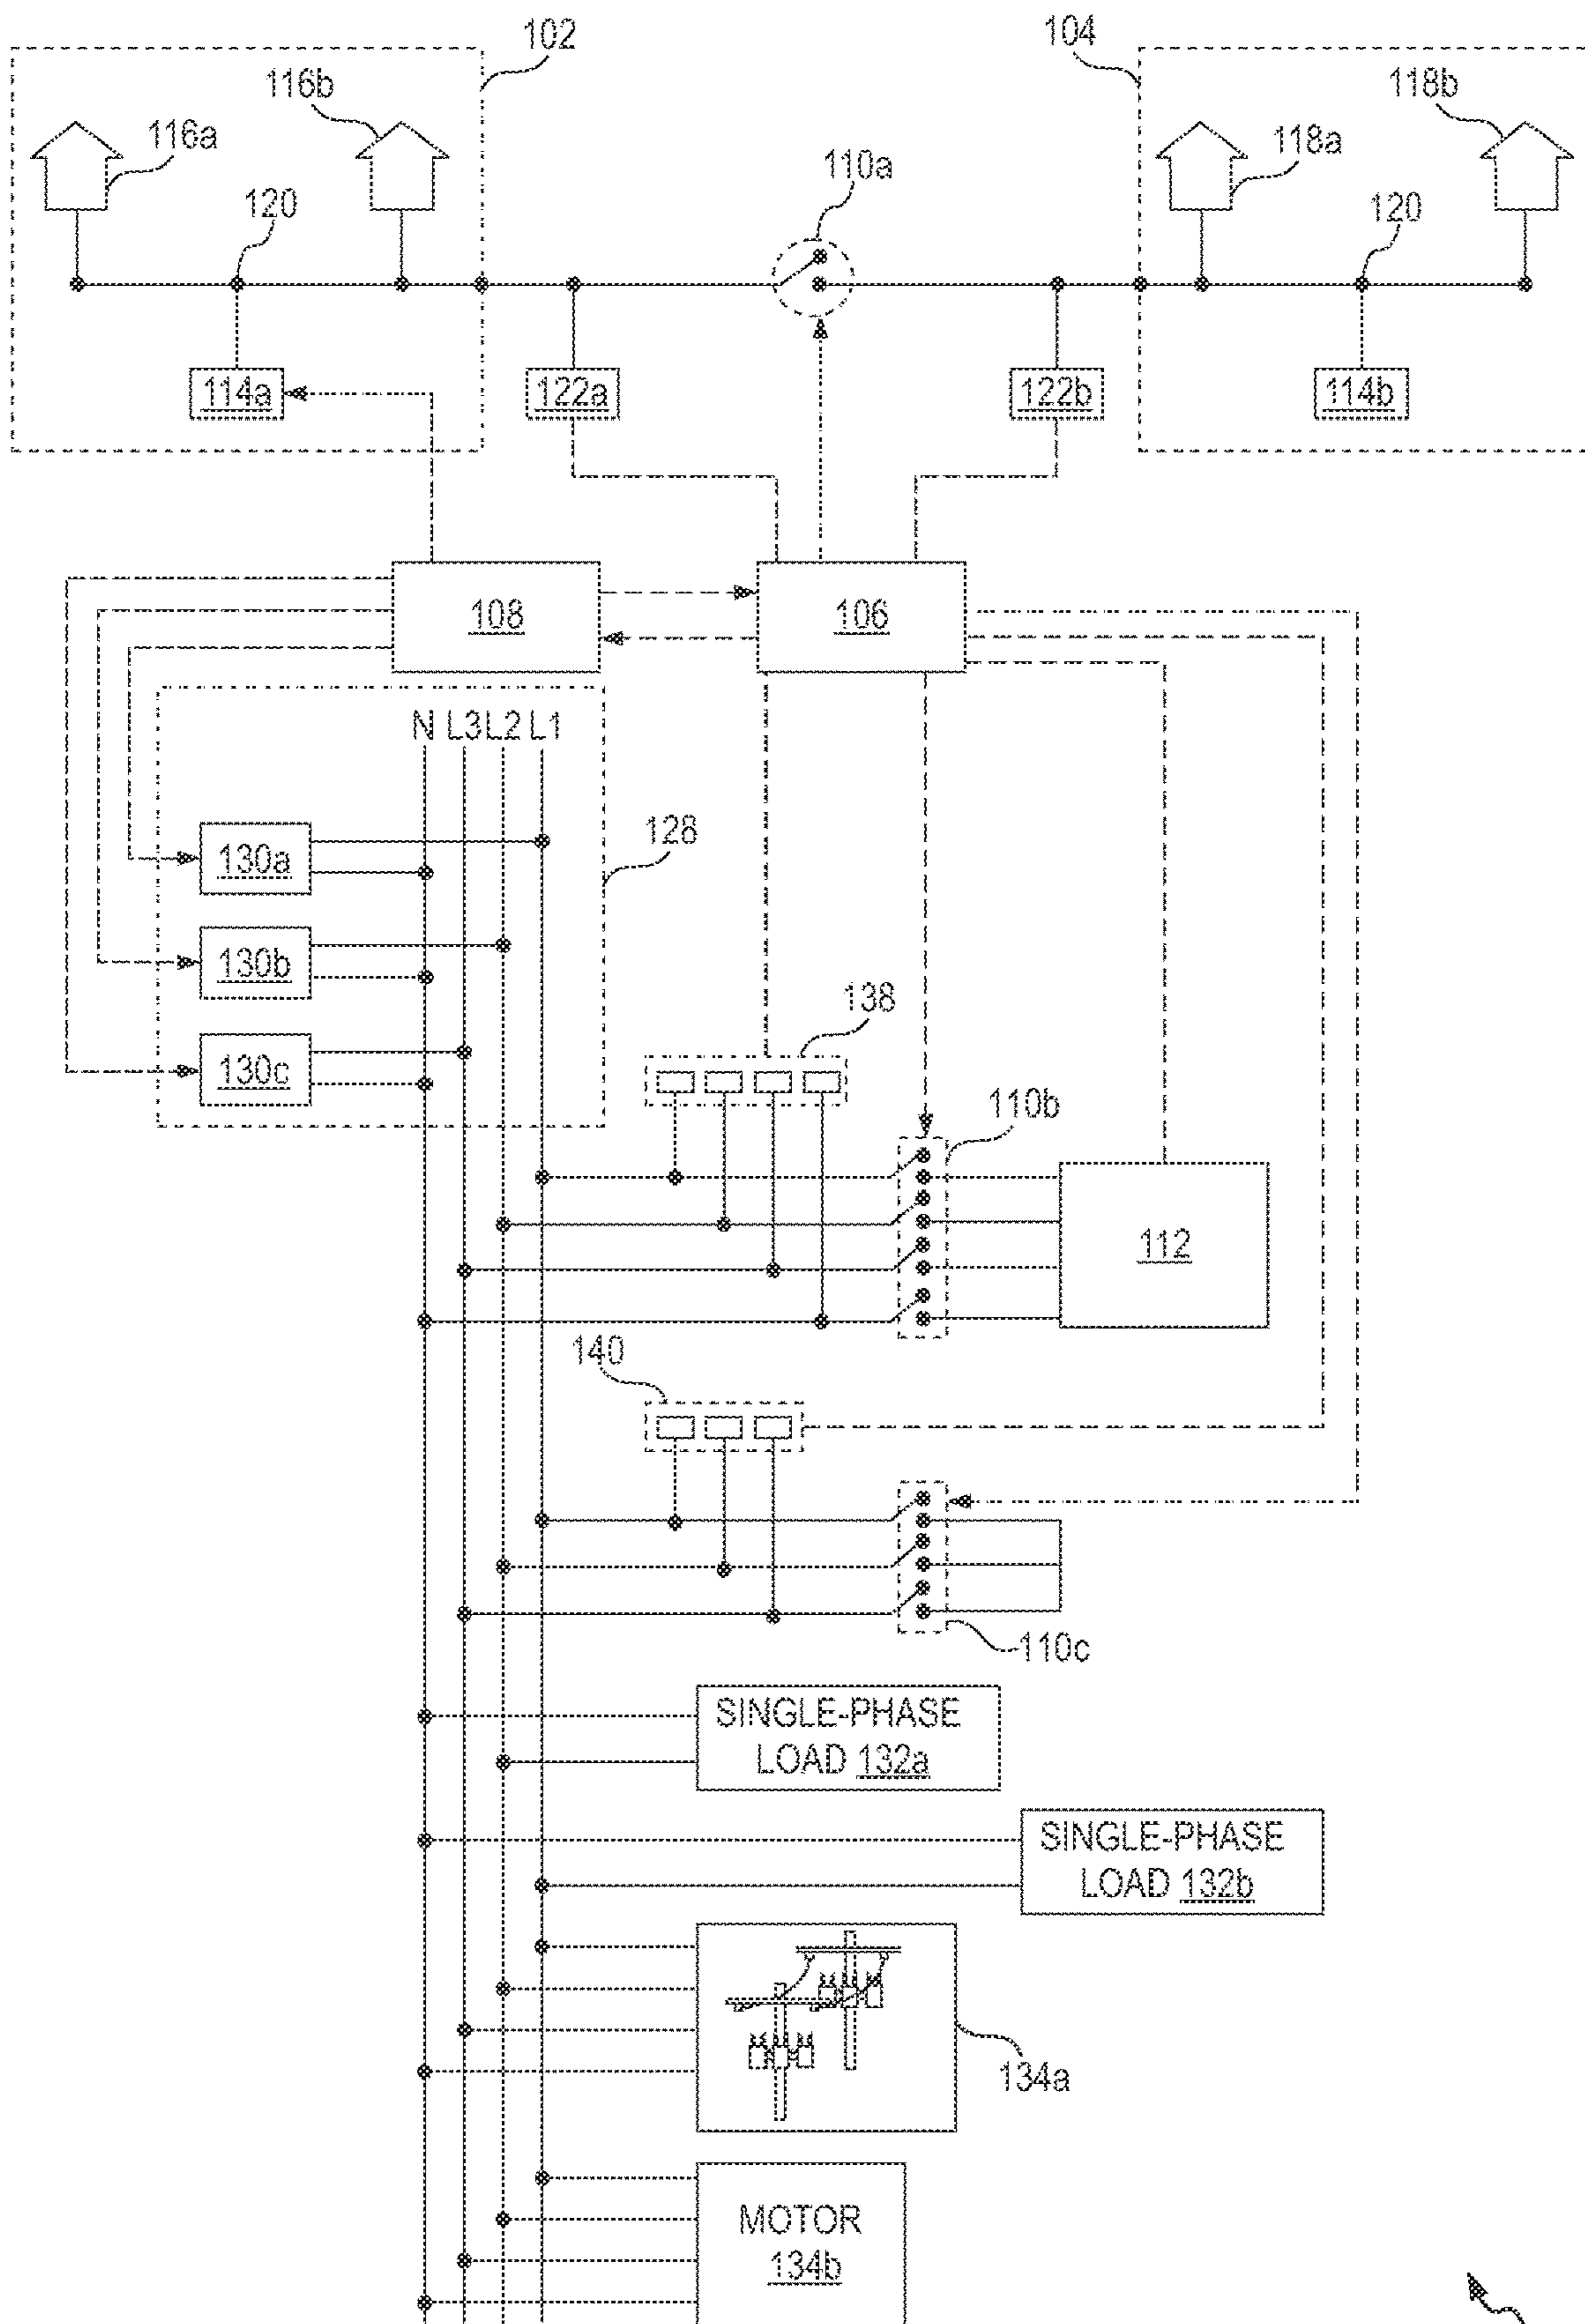 102
104
116b
118b
116a
118a
110a
120
120
114a
122a
122b
114b
108
106
N L3 L2 L1
128
130a
130b
138
130c
110b
112
140
110c
SINGLE-PHASE
LOAD 132a
SINGLE-PHASE
LOAD 132b
134a
MOTOR
134b